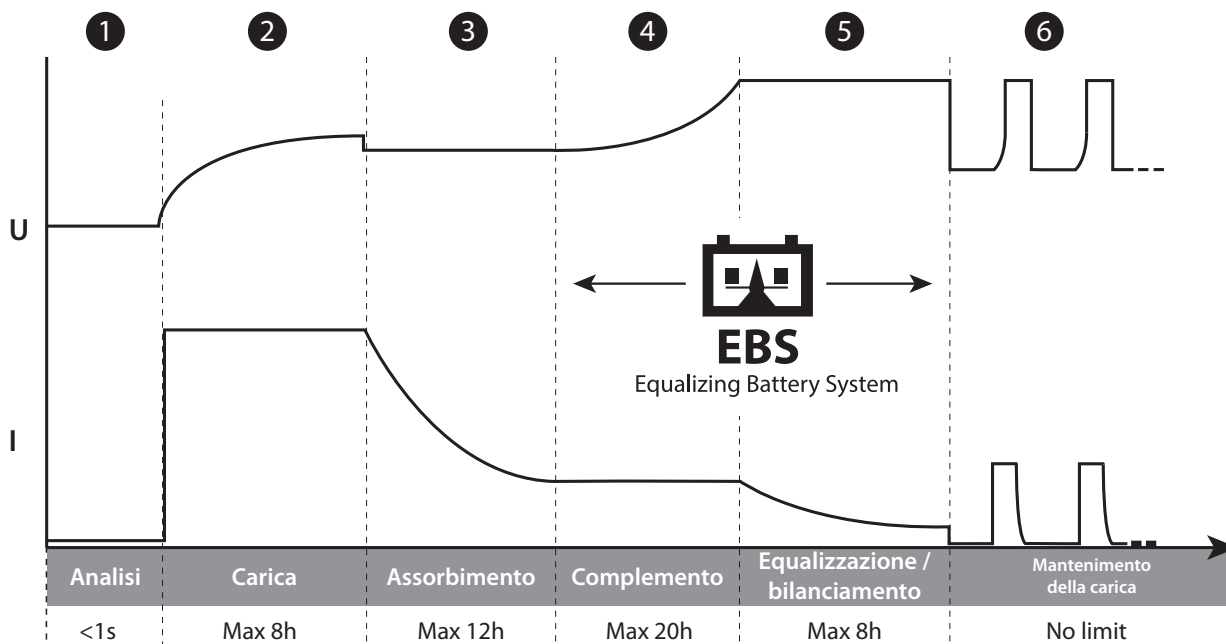 1 2 3 4 5 6
U
EBS
Equalizing Battery System
I
Analisi Carica Assorbimento Complemento Equalizzazione / bilanciamento Mantenimento della carica
<1s Max 8h Max 12h Max 20h Max 8h No limit